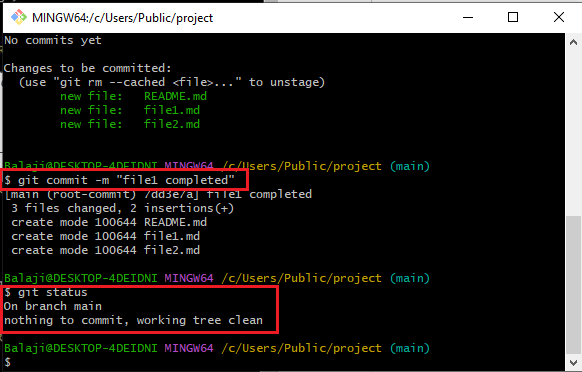 MINGW64:/c/Users/Public/project
No commits yet
Changes to be committed:
(use "git rm --cached <file>..." to unstage)
new file: README.md
new file: file1.md
new file: file2.md
Balaji@DESKTOP-4DEIDNI MINGW64 /c/Users/Public/project (main)
$ git commit -m "file1 completed"
[main (root-commit) 7dd3e7a] file1 completed
3 files changed, 2 insertions(+)
create mode 100644 README.md
create mode 100644 file1.md
create mode 100644 file2.md
Balaji@DESKTOP-4DEIDNI MINGW64 /c/Users/Public/project (main)
$ git status
On branch main
nothing to commit, working tree clean
Balaji@DESKTOP-4DEIDNI MINGW64 /c/Users/Public/project (main)
$